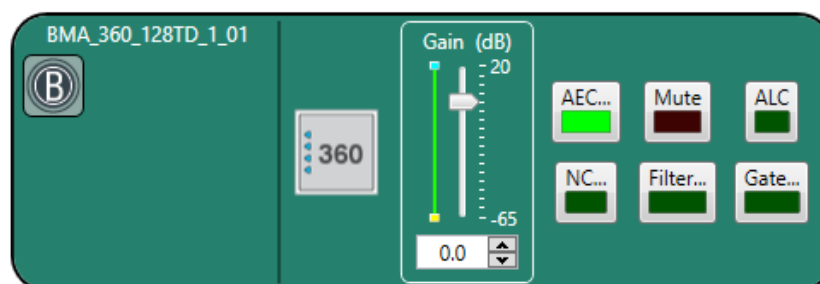 BMA_360_128TD_1_01
B
360
Gain (dB)
20
-65
0.0
AEC...
Mute
ALC
NC...
Filter...
Gate...